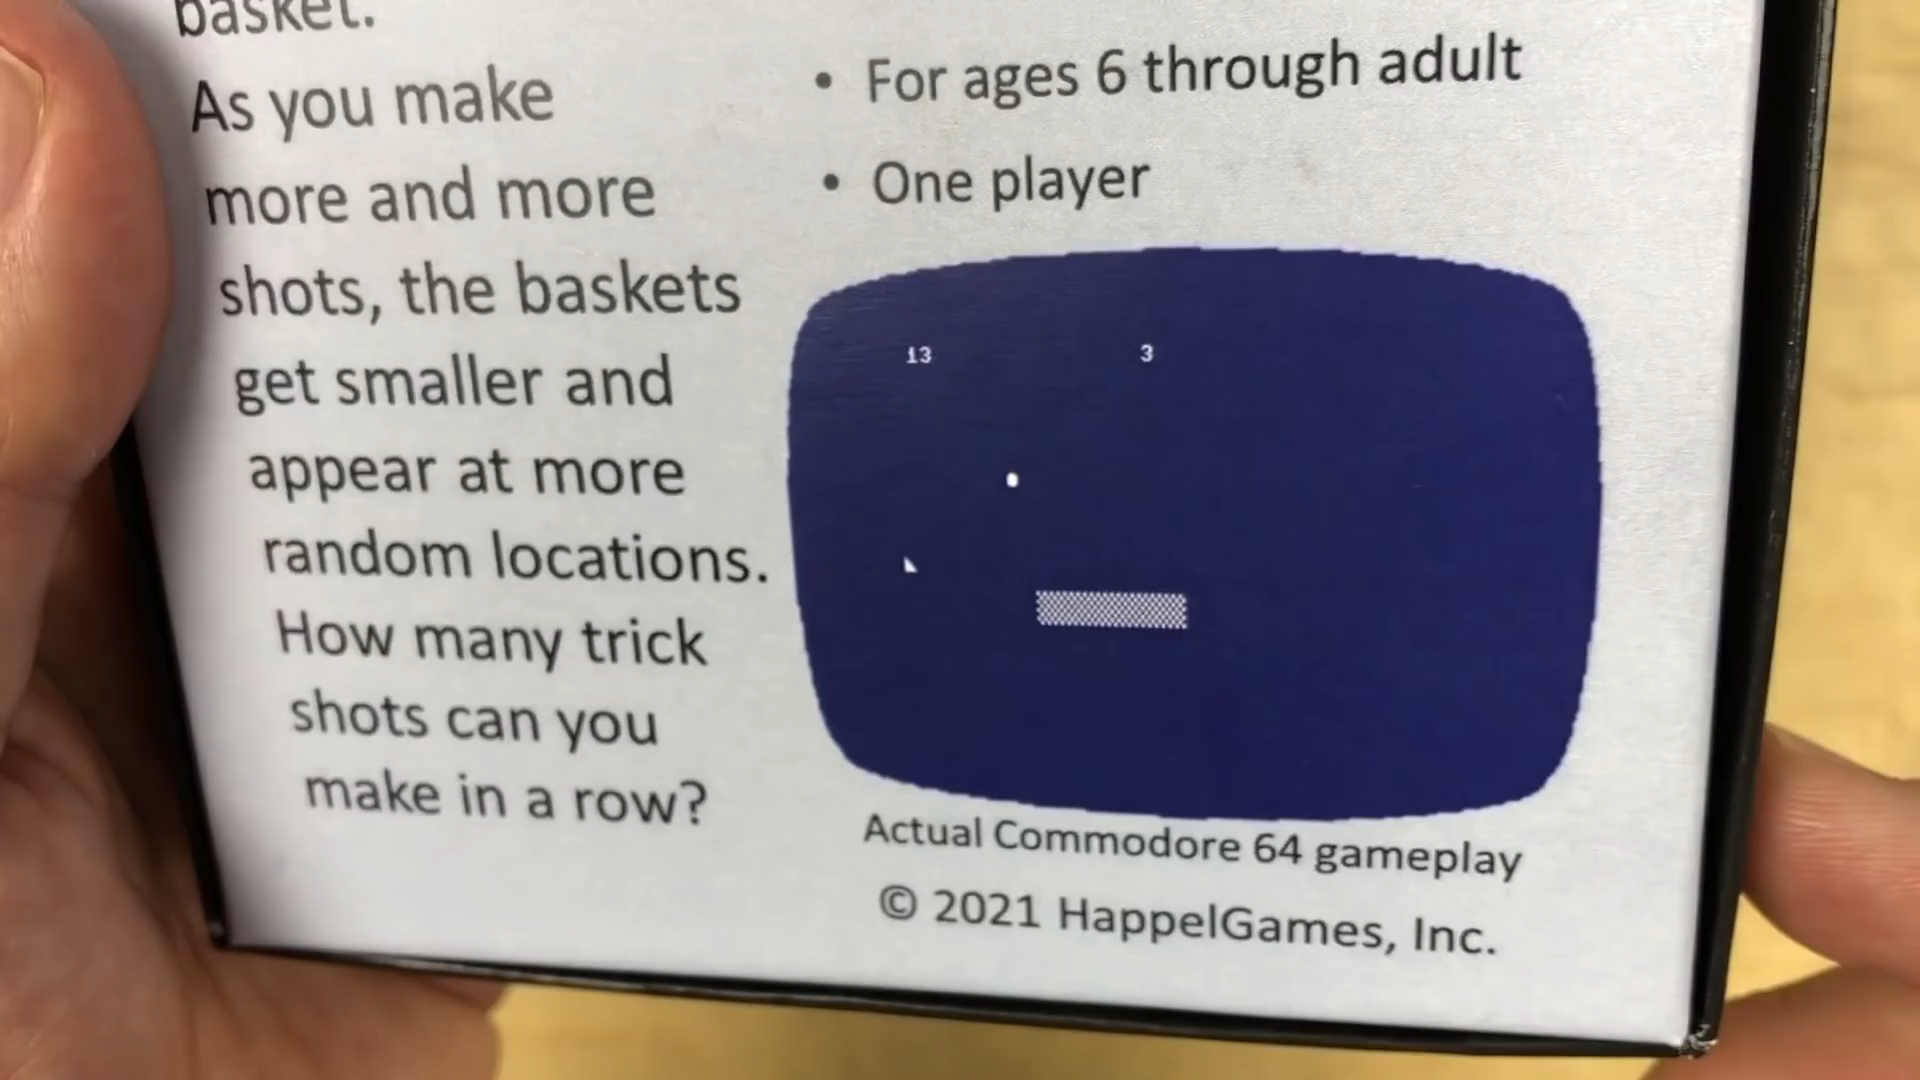 basket.
As you make
more and more
shots, the baskets
get smaller and
appear at more
random locations.
How many trick
shots can you
make in a row?
• For ages 6 through adult
• One player
13 3
Actual Commodore 64 gameplay
© 2021 HappelGames, Inc.